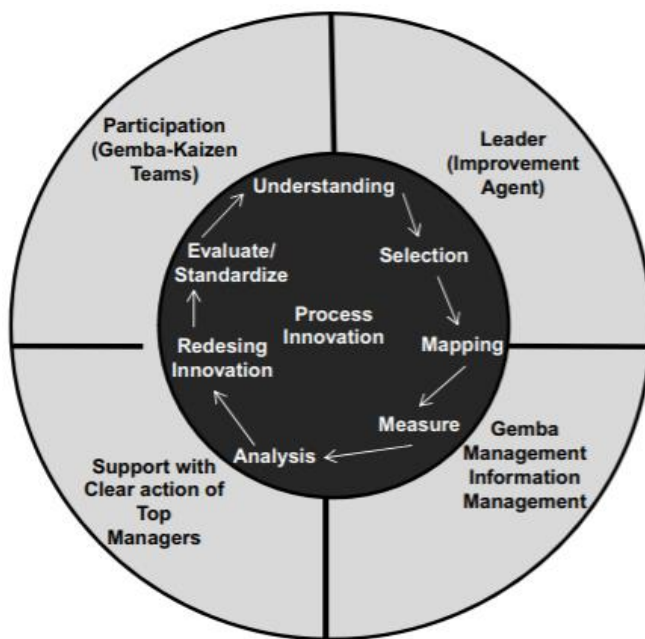 Participation
(Gemba-Kaizen
Teams)
Leader
(Improvement
Agent)
Understanding
Selection
Mapping
Measure
Analysis
Redesing
Innovation
Evaluate/
Standardize
Process
Innovation
Gemba
Management
Information
Management
Support with
Clear action of
Top
Managers